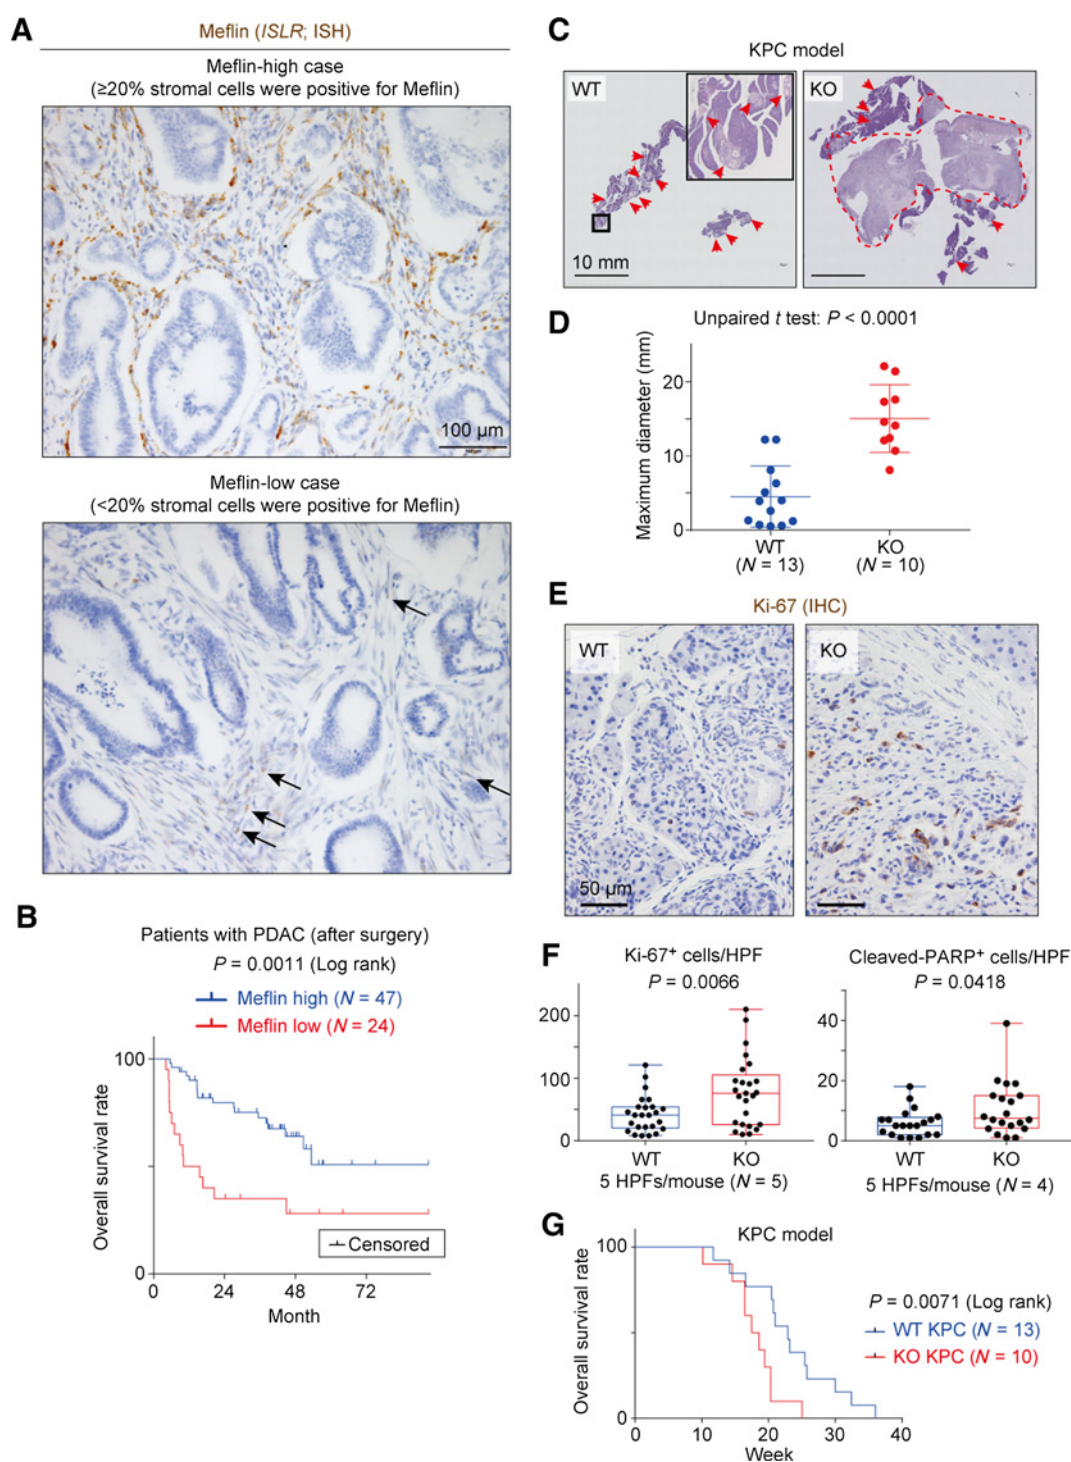 A
Meflin (ISLR; ISH)
Meflin-high case
(≥20% stromal cells were positive for Meflin)
100 µm
Meflin-low case
(<20% stromal cells were positive for Meflin)
B
Patients with PDAC (after surgery)
P = 0.0011 (Log rank)
Meflin high (N = 47)
Meflin low (N = 24)
Overall survival rate
100
0
Censored
0 24 48 72
Month
C
KPC model
WT
10 mm
KO
D
Unpaired t test: P < 0.0001
Maximum diameter (mm)
20
10
0
WT KO
(N = 13) (N = 10)
E
Ki-67 (IHC)
WT
50 µm
KO
F
Ki-67⁺ cells/HPF
P = 0.0066
200
100
0
WT KO
5 HPFs/mouse (N = 5)
Cleaved-PARP⁺ cells/HPF
P = 0.0418
40
20
0
WT KO
5 HPFs/mouse (N = 4)
G
KPC model
P = 0.0071 (Log rank)
WT KPC (N = 13)
KO KPC (N = 10)
Overall survival rate
100
0
0 10 20 30 40
Week